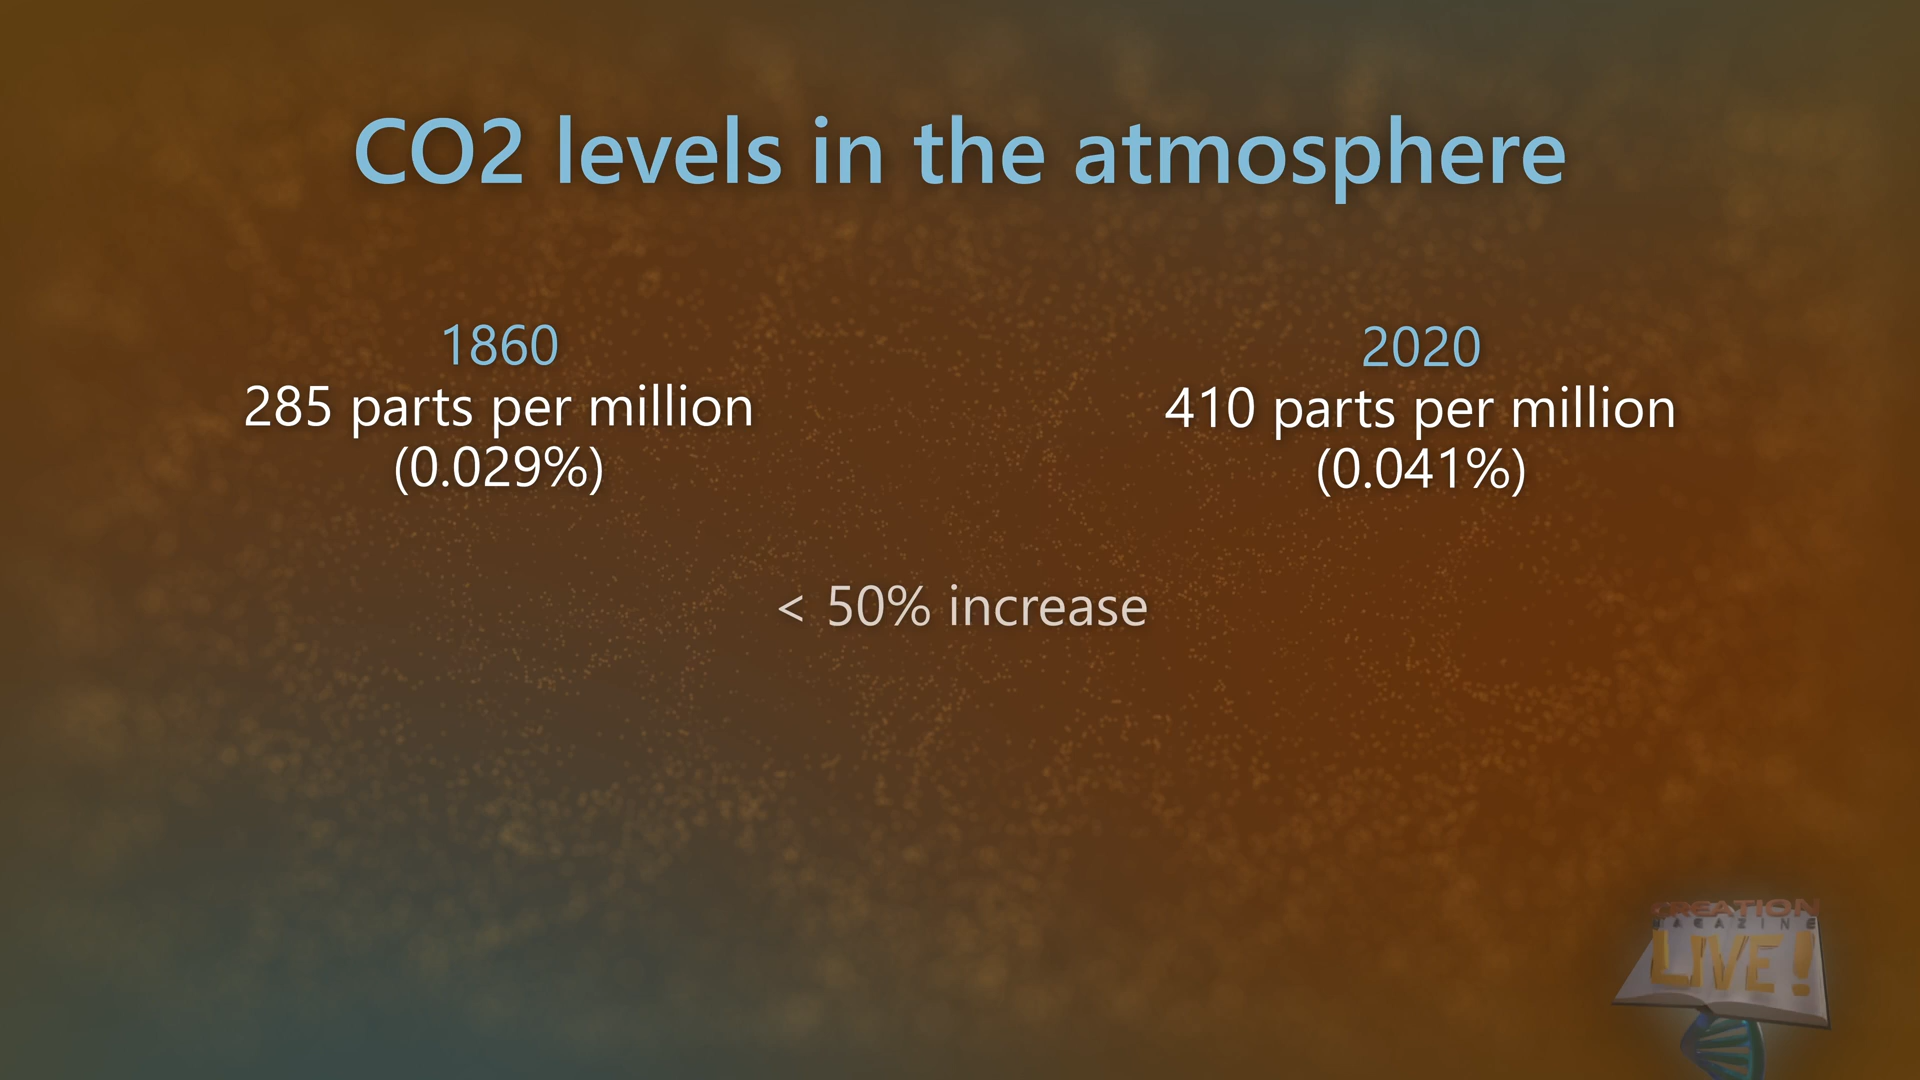 CO2 levels in the atmosphere
1860
285 parts per million
(0.029%)
2020
410 parts per million
(0.041%)
< 50% increase
CREATION
MAGAZINE
LIVE!